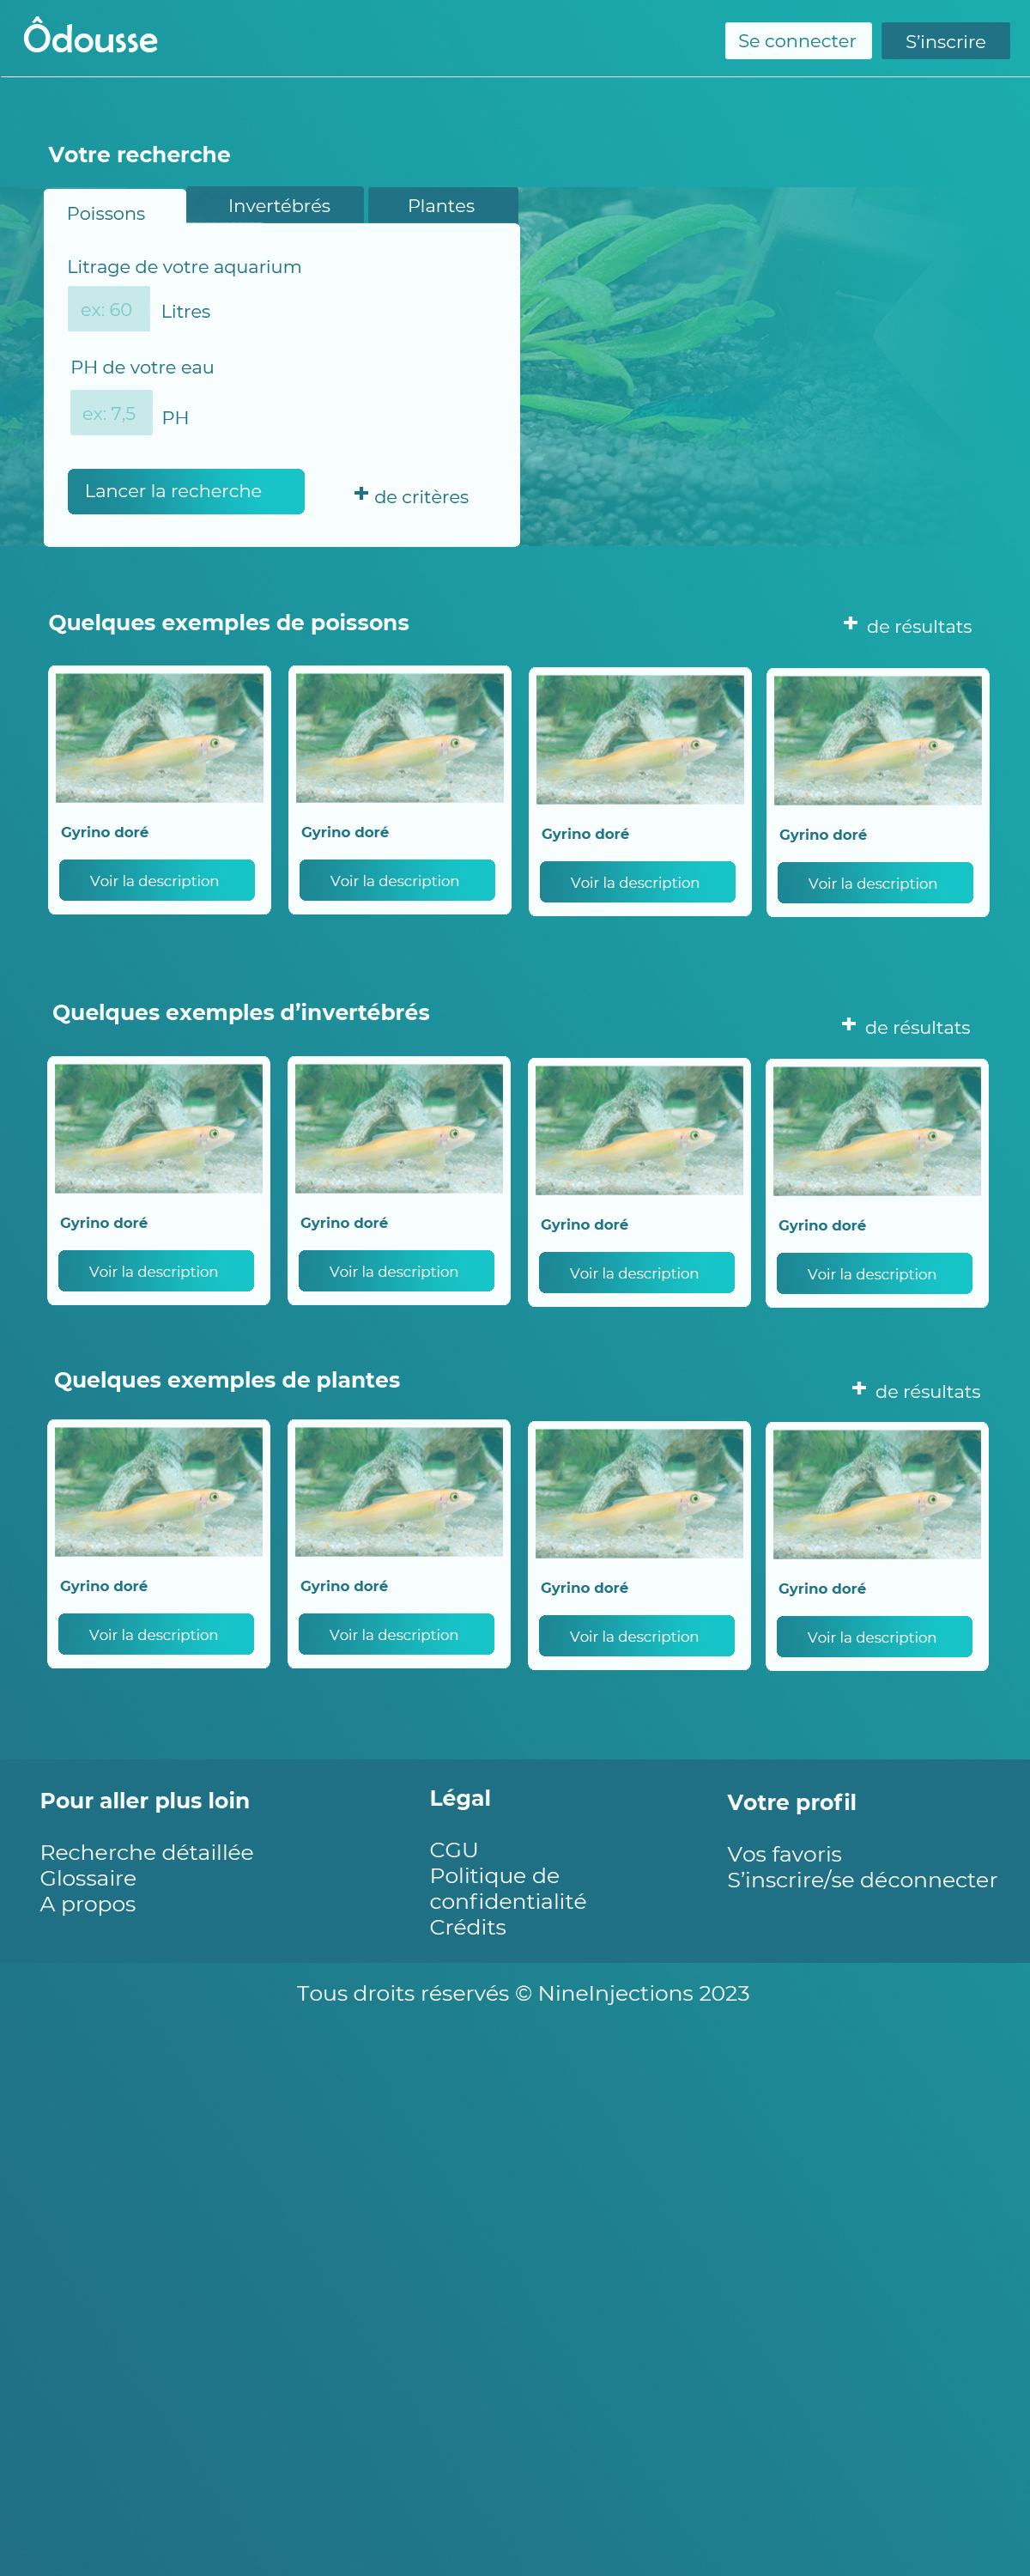 Ôdousse
Se connecter
S'inscrire
Votre recherche
Poissons
Invertébrés
Plantes
Litrage de votre aquarium
ex: 60
Litres
PH de votre eau
ex: 7,5
PH
Lancer la recherche
+ de critères
Quelques exemples de poissons
+ de résultats
Gyrino doré
Gyrino doré
Gyrino doré
Gyrino doré
Voir la description
Voir la description
Voir la description
Voir la description
Quelques exemples d’invertébrés
+ de résultats
Gyrino doré
Gyrino doré
Gyrino doré
Gyrino doré
Voir la description
Voir la description
Voir la description
Voir la description
Quelques exemples de plantes
+ de résultats
Gyrino doré
Gyrino doré
Gyrino doré
Gyrino doré
Voir la description
Voir la description
Voir la description
Voir la description
Pour aller plus loin
Recherche détaillée
Glossaire
A propos
Légal
CGU
Politique de
confidentialité
Crédits
Votre profil
Vos favoris
S’inscrire/se déconnecter
Tous droits réservés © NineInjections 2023